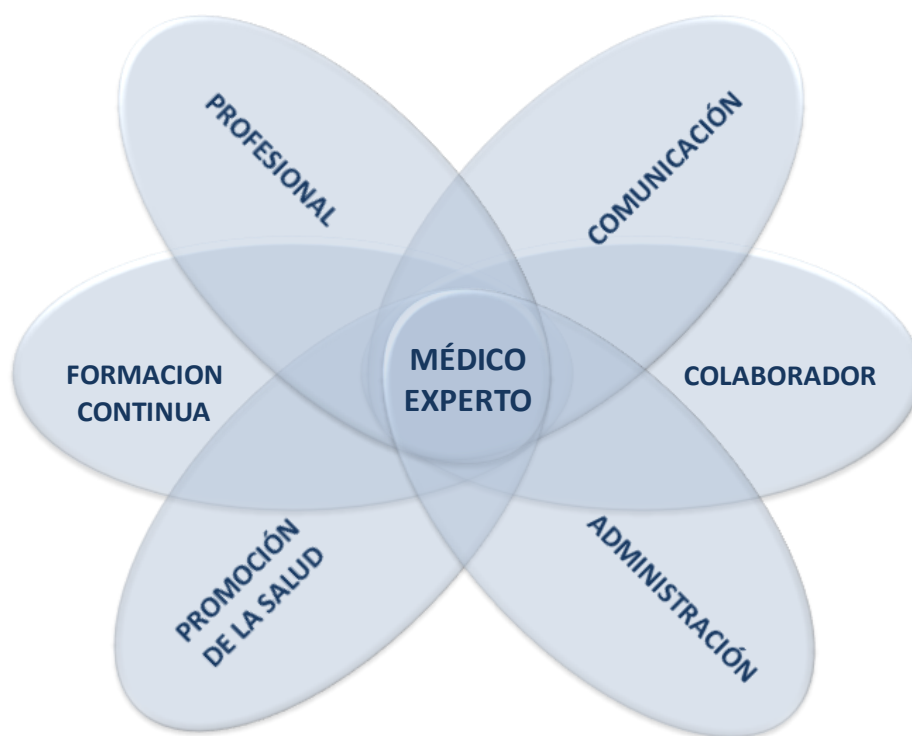 PROFESIONAL
COMUNICACIÓN
FORMACION
CONTINUA
MÉDICO
EXPERTO
COLABORADOR
PROMOCIÓN
DE LA SALUD
ADMINISTRACIÓN